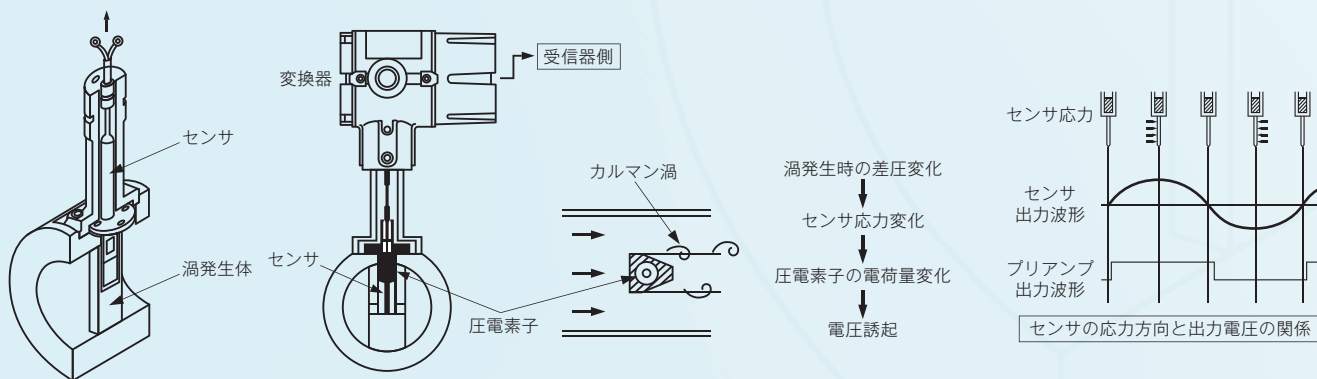 センサ
渦発生体
変換器
受信器側
センサ
圧電素子
カルマン渦
渦発生時の差圧変化
センサ応力変化
圧電素子の電荷量変化
電圧誘起
センサ応力
センサ
出力波形
プリアンプ
出力波形
センサの応力方向と出力電圧の関係